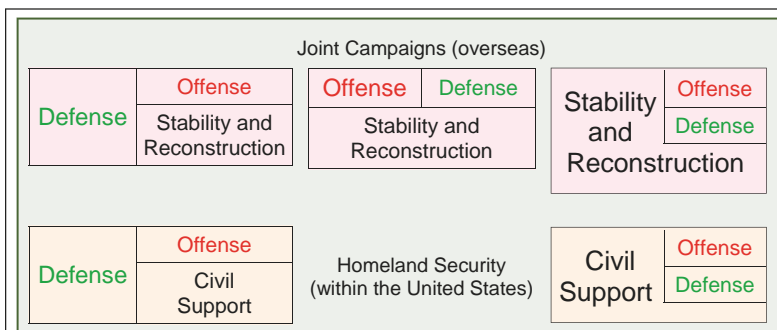 Joint Campaigns (overseas)
Defense
Offense
Stability and
Reconstruction
Offense
Defense
Stability and
Reconstruction
Stability
and
Reconstruction
Offense
Defense
Defense
Offense
Civil
Support
Homeland Security
(within the United States)
Civil
Support
Offense
Defense